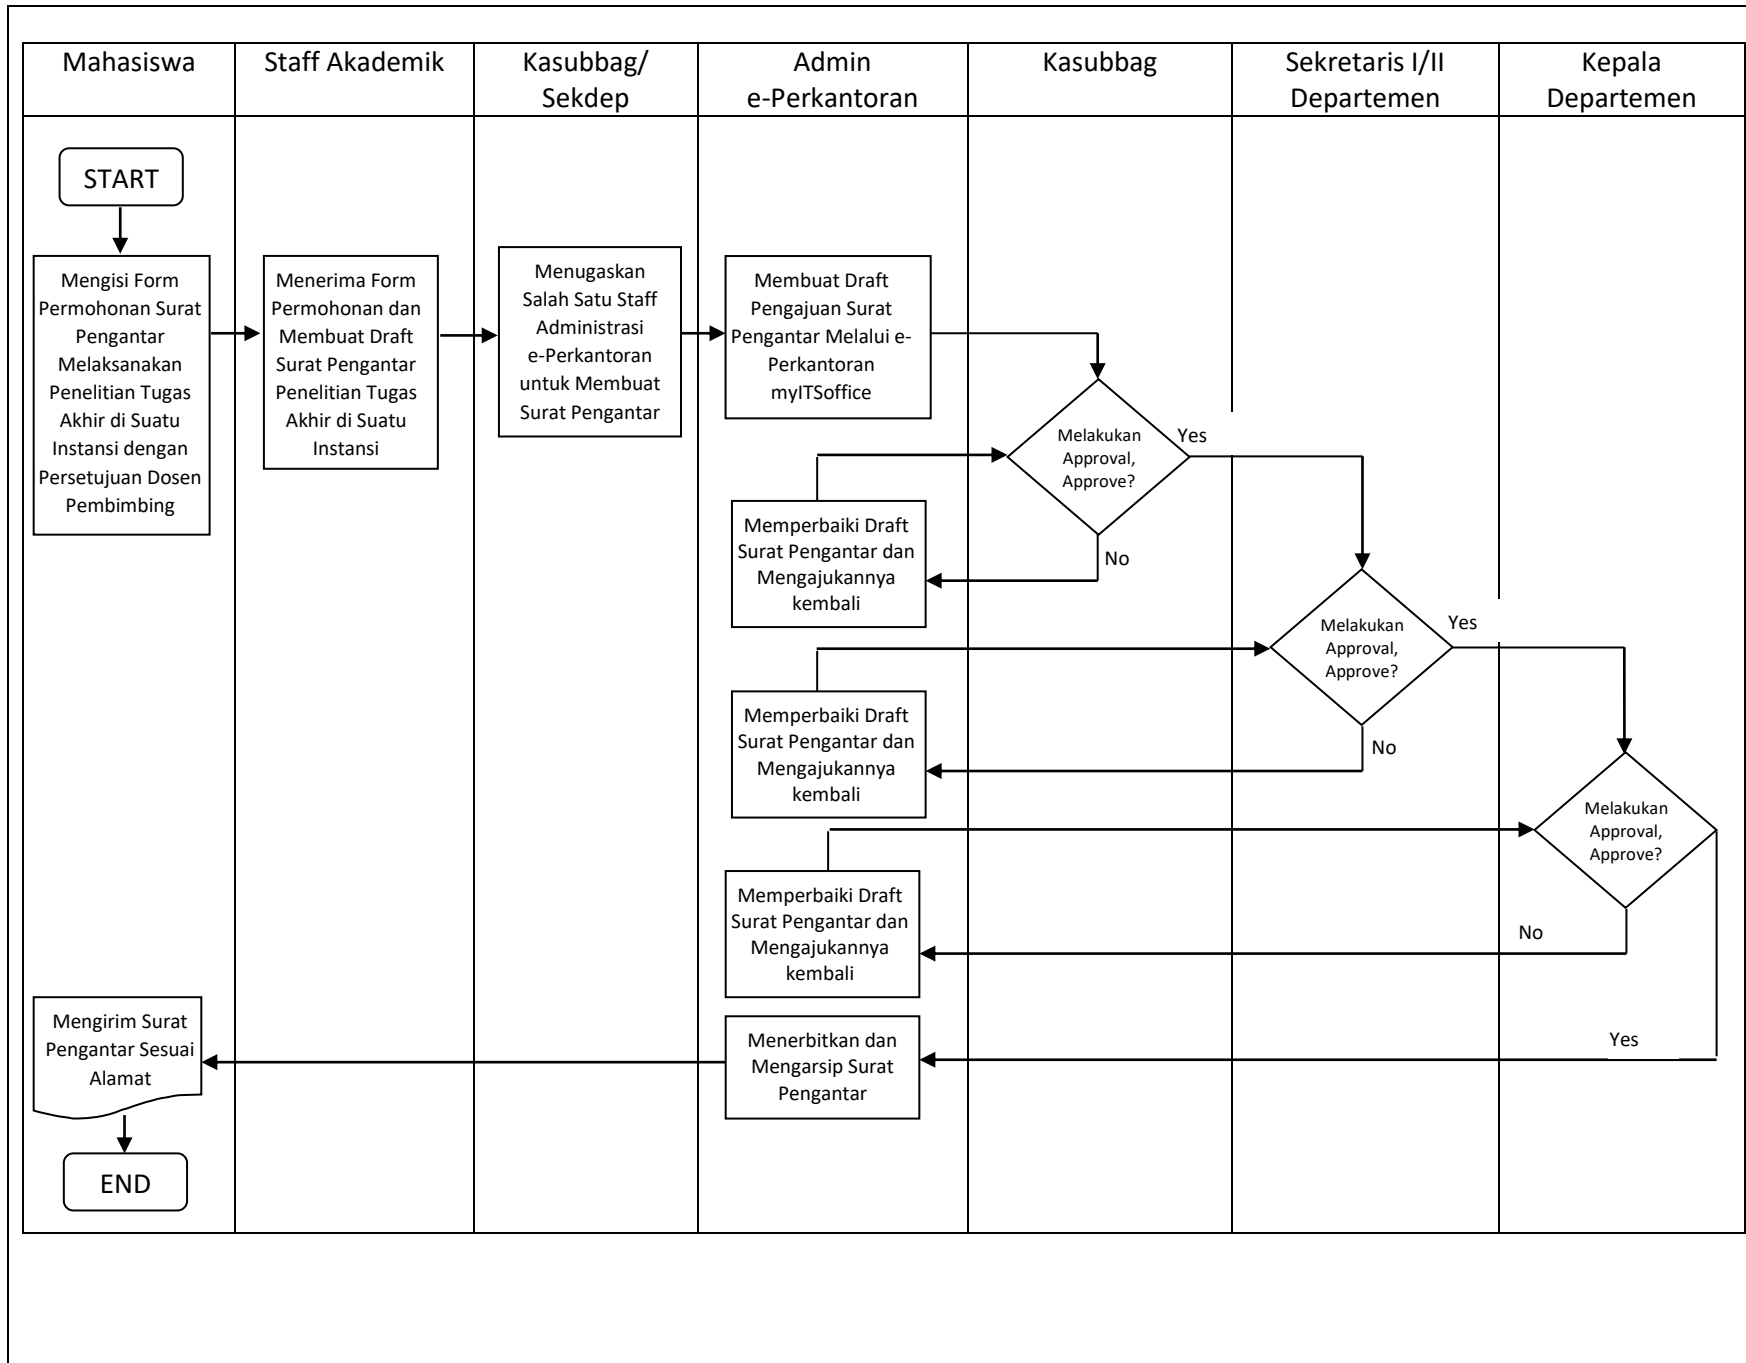 Mahasiswa
Staff Akademik
Kasubbag/
Sekdep
Admin
e-Perkantoran
Kasubbag
Sekretaris I/II
Departemen
Kepala
Departemen
START
Mengisi Form
Permohonan Surat
Pengantar
Melaksanakan
Penelitian Tugas
Akhir di Suatu
Instansi dengan
Persetujuan Dosen
Pembimbing
Menerima Form
Permohonan dan
Membuat Draft
Surat Pengantar
Penelitian Tugas
Akhir di Suatu
Instansi
Menugaskan
Salah Satu Staff
Administrasi
e-Perkantoran
untuk Membuat
Surat Pengantar
Membuat Draft
Pengajuan Surat
Pengantar Melalui e-
Perkantoran
myITSoffice
Melakukan
Approval,
Approve?
Yes
No
Memperbaiki Draft
Surat Pengantar dan
Mengajukannya
kembali
Melakukan
Approval,
Approve?
Yes
No
Memperbaiki Draft
Surat Pengantar dan
Mengajukannya
kembali
Melakukan
Approval,
Approve?
No
Memperbaiki Draft
Surat Pengantar dan
Mengajukannya
kembali
Yes
Menerbitkan dan
Mengarsip Surat
Pengantar
Mengirim Surat
Pengantar Sesuai
Alamat
END